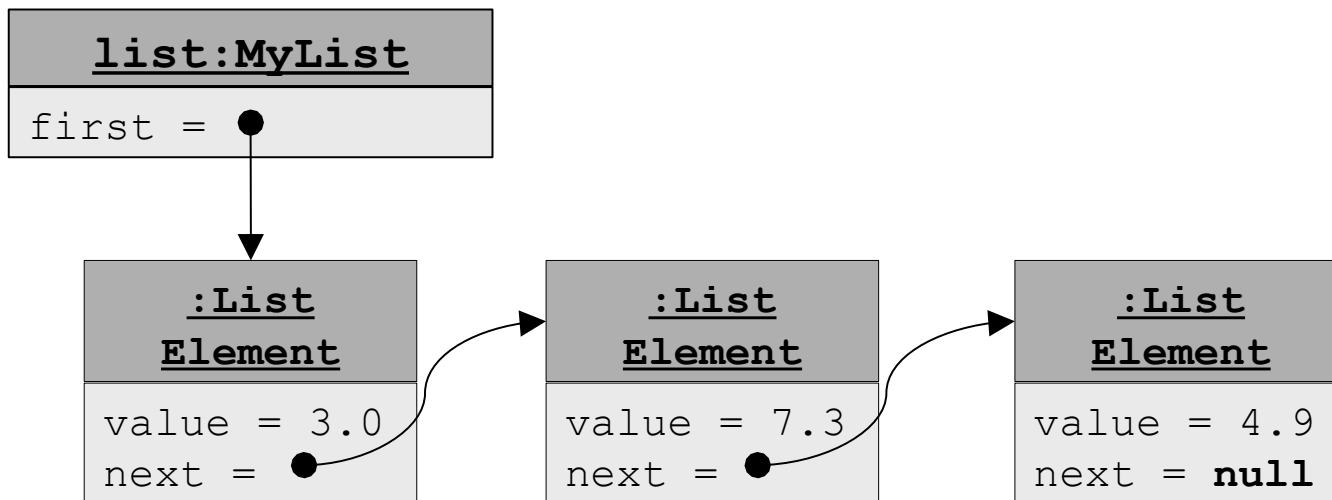 list:MyList
first =
:List
Element
value = 3.0
next =
:List
Element
value = 7.3
next =
:List
Element
value = 4.9
next = null